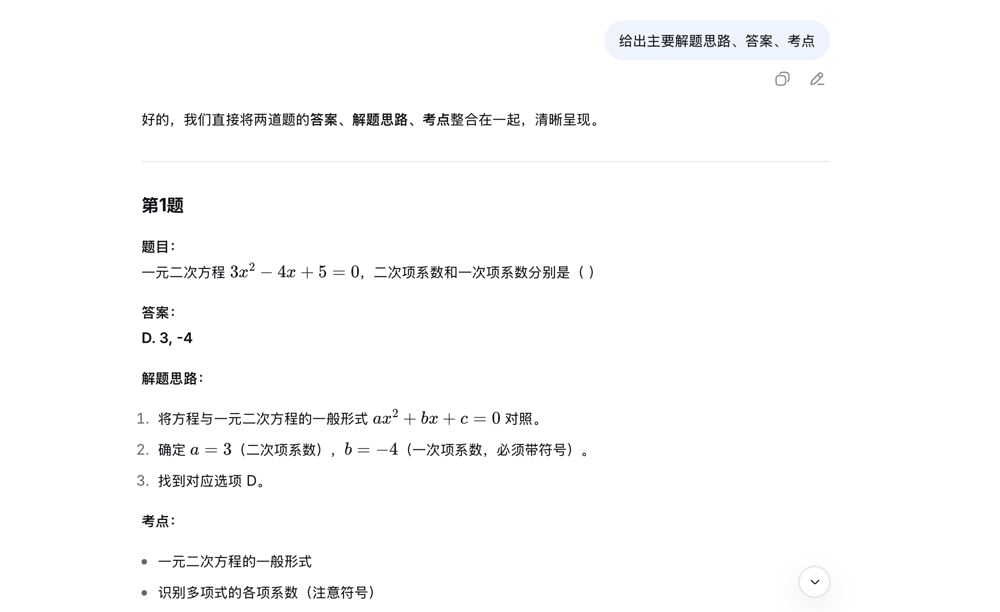 给出主要解题思路、答案、考点
好的，我们直接将两道题的答案、解题思路、考点整合在一起，清晰呈现。
第1题
题目：
一元二次方程 3x² − 4x + 5 = 0，二次项系数和一次项系数分别是（ ）
答案：
D. 3, -4
解题思路：
1. 将方程与一元二次方程的一般形式 ax² + bx + c = 0 对照。
2. 确定 a = 3（二次项系数），b = −4（一次项系数，必须带符号）。
3. 找到对应选项 D。
考点：
• 一元二次方程的一般形式
• 识别多项式的各项系数（注意符号）